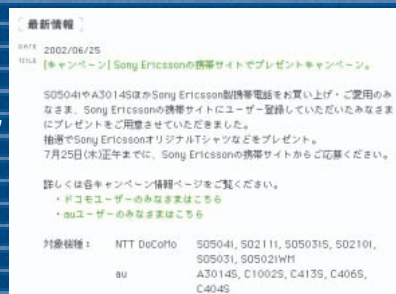 最新情報
DATE 2002/06/25
TITLE [キャンペーン] Sony Ericssonの携帯サイトでプレゼントキャンペーン。
SO504iやA3014SほかSony Ericsson製携帯電話をお買い上げ・ご愛用のみ
なさま、Sony Ericssonの携帯サイトにユーザー登録していただいたみなさま
にプレゼントをご用意させていただきました。
抽選でSony EricssonオリジナルTシャツなどをプレゼント。
7月25日(木)正午までに、Sony Ericssonの携帯サイトからご応募ください。
詳しくは各キャンペーン情報ページをご覧ください。
・ドコモユーザーのみなさまはこちら
・auユーザーのみなさまはこちら
対象機種： NTT DoCoMo SO504i, SO211i, SO503iS, SO210i,
SO503i, SO502iWM
au A3014S, C1002S, C413S, C406S,
C404S